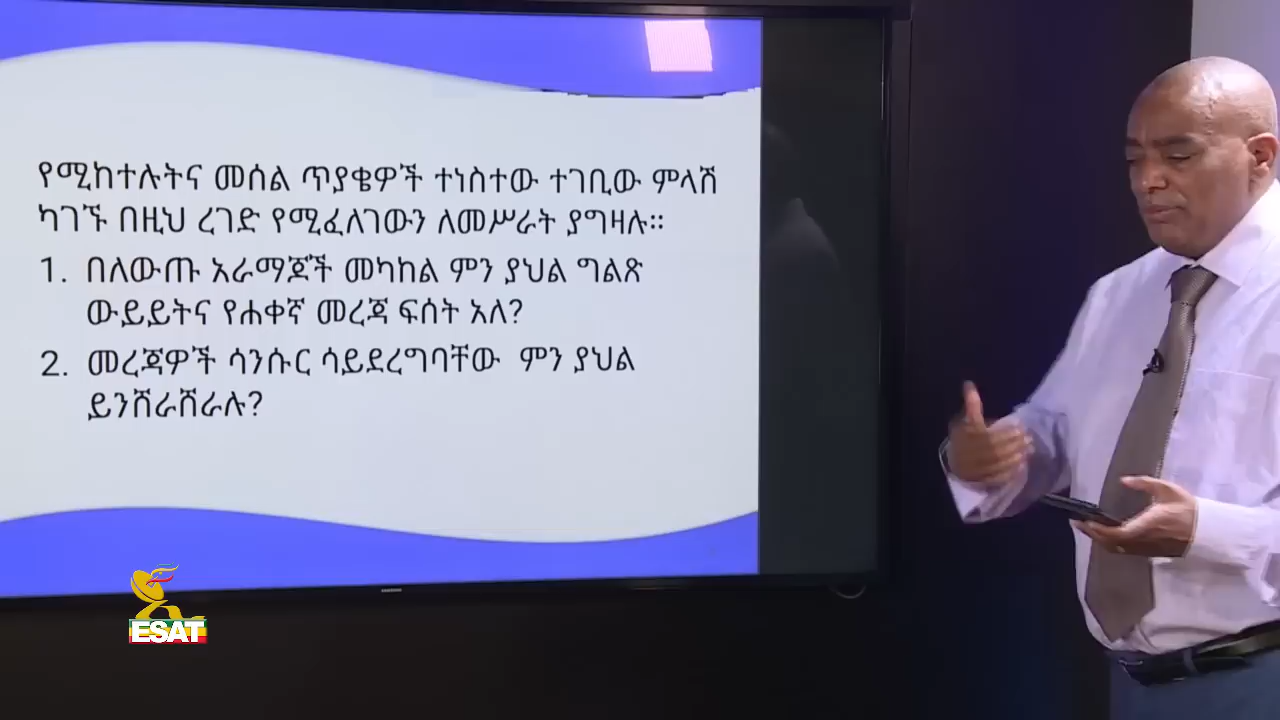 የሚከተሉትና መሰል ጥያቄዎች ተነስተው ተገቢው ምላሽ
ካገኙ በዚህ ረገድ የሚፈለገውን ለመሥራት ያግዛሉ።
1. በለውጡ አራማጆች መካከል ምን ያህል ግልጽ
ውይይትና የሐቀኛ መረጃ ፍሰት አለ?
2. መረጃዎች ሳንሱር ሳይደረግባቸው ምን ያህል
ይንሸራሸራሉ?
SAMSUNG
ESAT